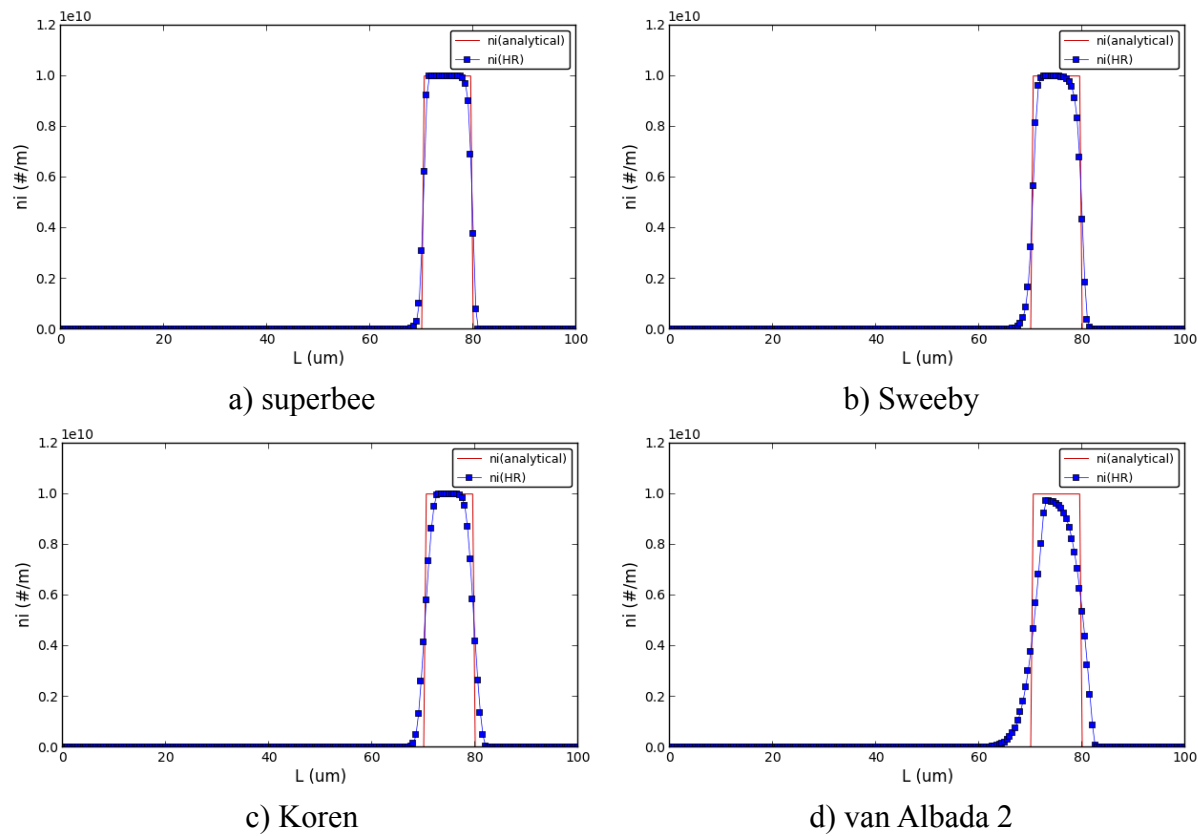 1e10
1.2
1.0
0.8
0.6
0.4
0.2
0.0
ni (#/m)
0 20 40 60 80 100
L (um)
ni(analytical)
ni(HR)
a) superbee
1e10
1.2
1.0
0.8
0.6
0.4
0.2
0.0
ni (#/m)
0 20 40 60 80 100
L (um)
ni(analytical)
ni(HR)
b) Sweeby
1e10
1.2
1.0
0.8
0.6
0.4
0.2
0.0
ni (#/m)
0 20 40 60 80 100
L (um)
ni(analytical)
ni(HR)
c) Koren
1e10
1.2
1.0
0.8
0.6
0.4
0.2
0.0
ni (#/m)
0 20 40 60 80 100
L (um)
ni(analytical)
ni(HR)
d) van Albada 2